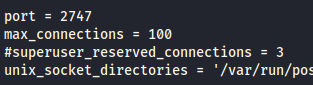 port = 2747
max_connections = 100
#superuser_reserved_connections = 3
unix_socket_directories = '/var/run/pos